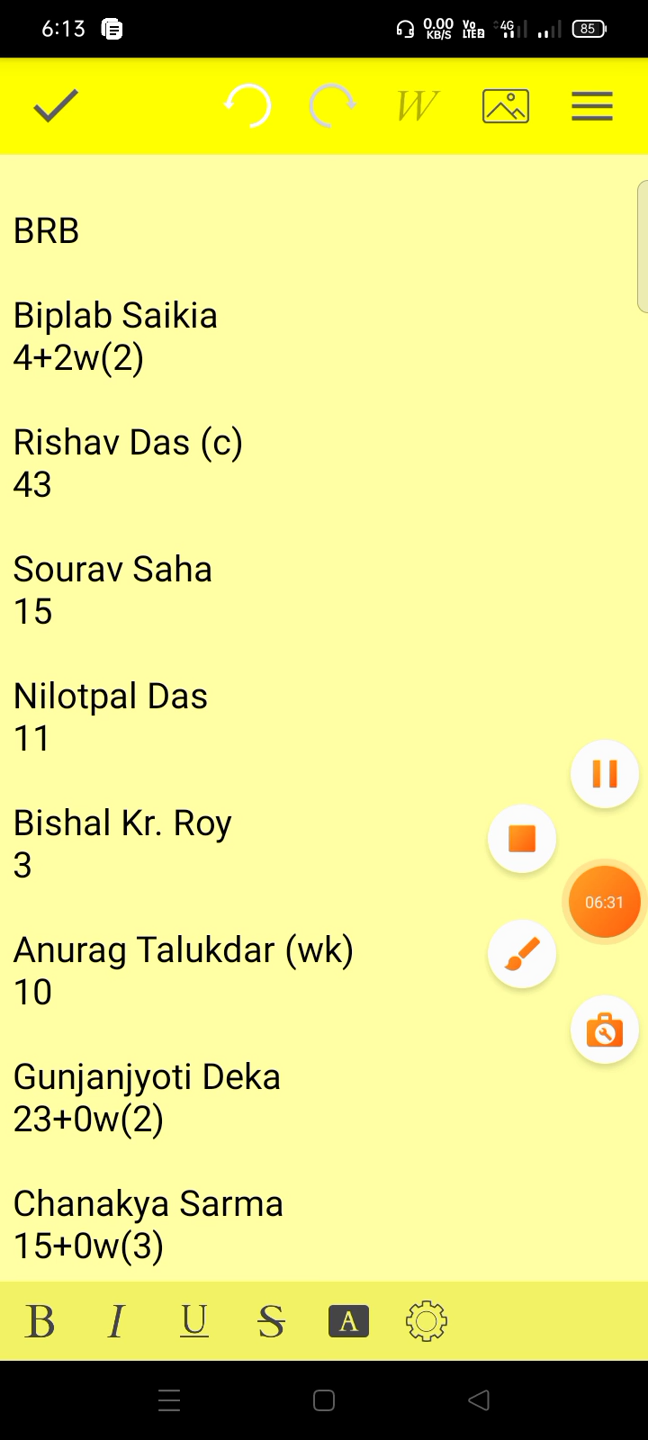 6:13
0.00
KB/S
Vo
LTE2
4G
85
W
BRB
Biplab Saikia
4+2w(2)
Rishav Das (c)
43
Sourav Saha
15
Nilotpal Das
11
Bishal Kr. Roy
3
Anurag Talukdar (wk)
10
Gunjanjyoti Deka
23+0w(2)
Chanakya Sarma
15+0w(3)
06:31
B I U S A